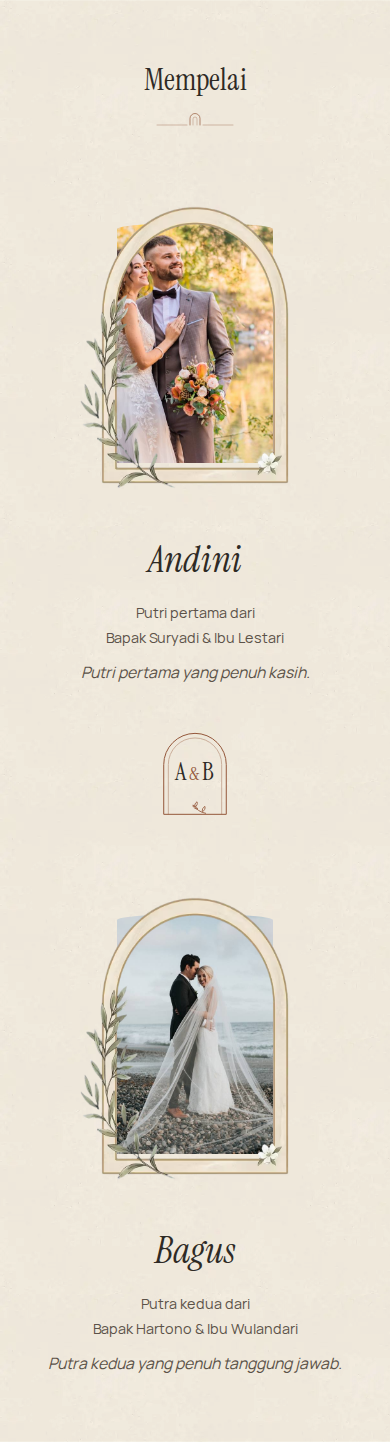 Mempelai
Andini
Putri pertama dari
Bapak Suryadi & Ibu Lestari
Putri pertama yang penuh kasih.
A&B
Bagus
Putra kedua dari
Bapak Hartono & Ibu Wulandari
Putra kedua yang penuh tanggung jawab.